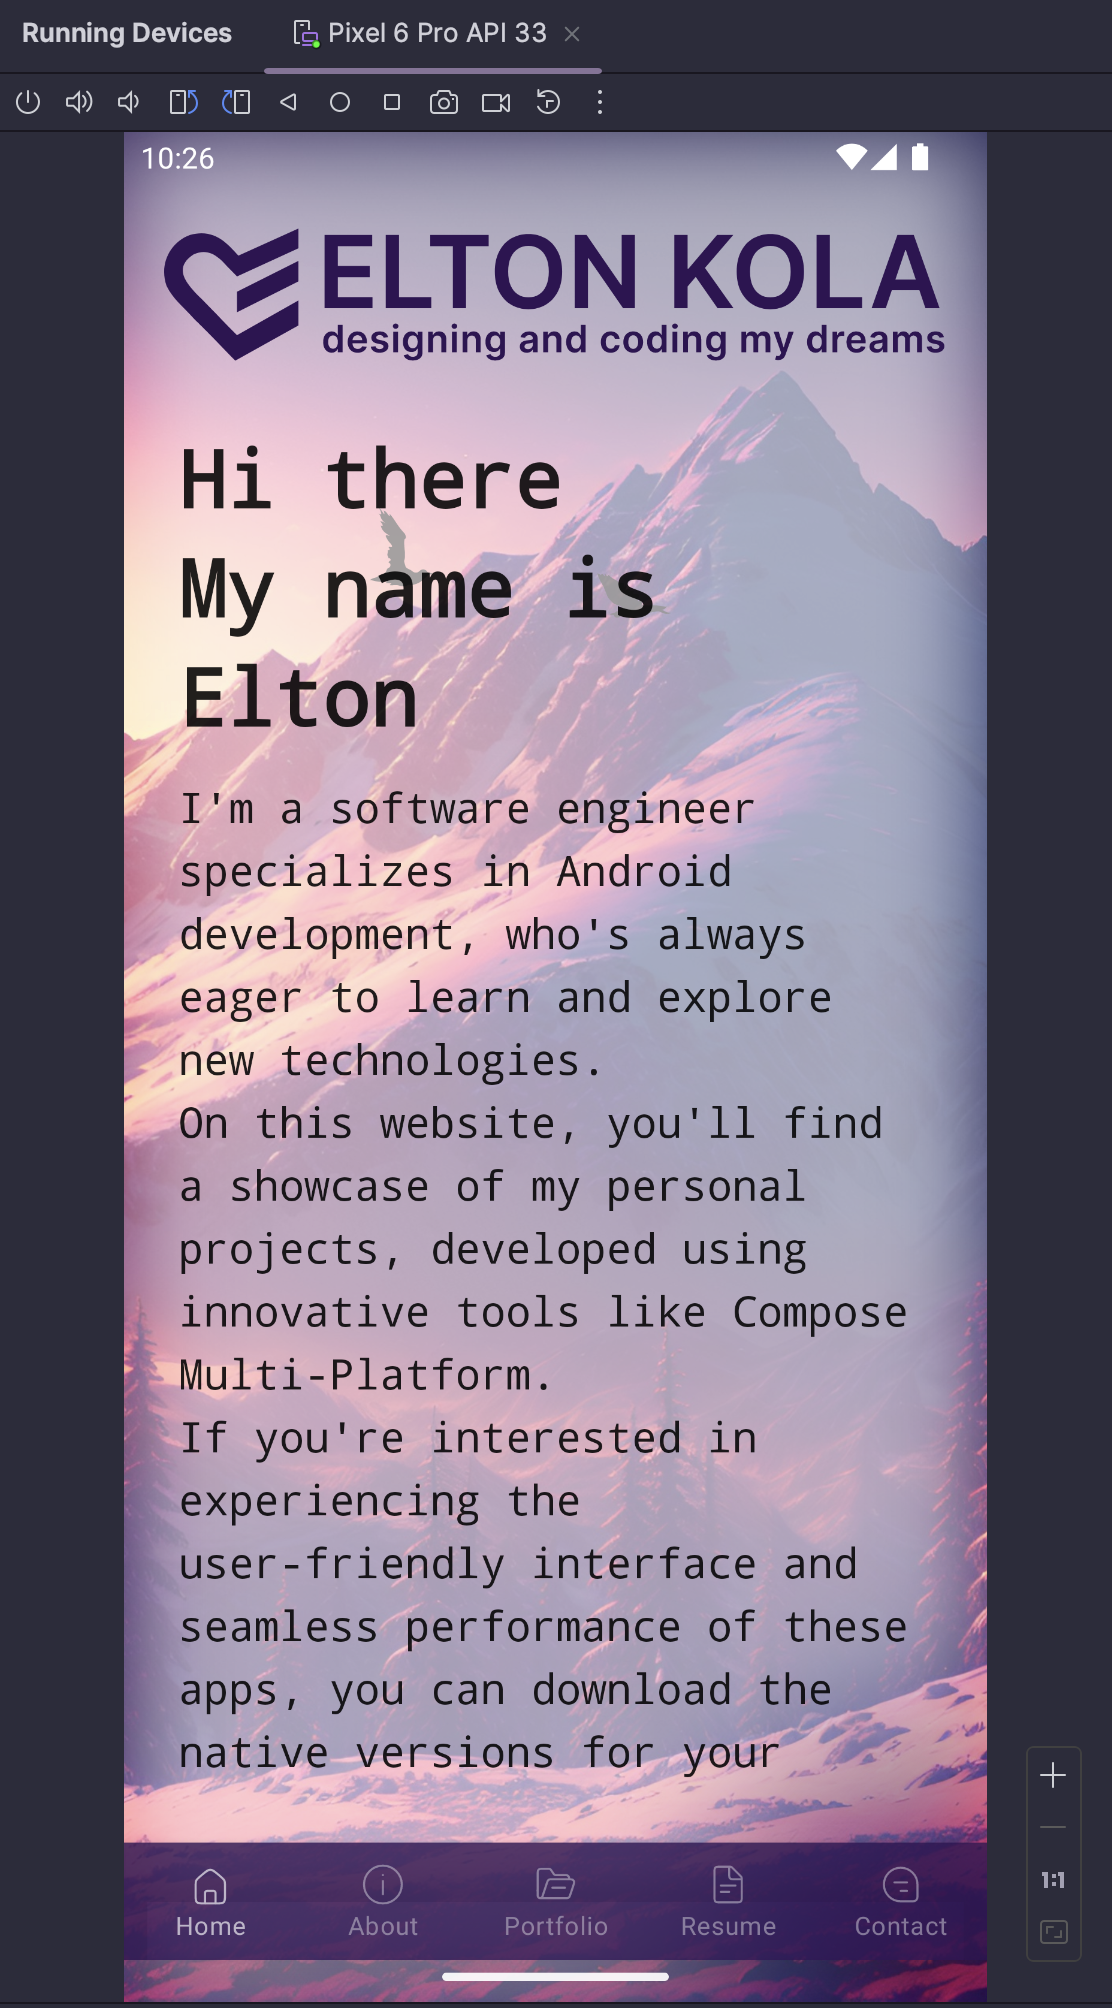 Running Devices
Pixel 6 Pro API 33
10:26
ELTON KOLA
designing and coding my dreams
Hi there
My name is
Elton
I'm a software engineer
specializes in Android
development, who's always
eager to learn and explore
new technologies.
On this website, you'll find
a showcase of my personal
projects, developed using
innovative tools like Compose
Multi-Platform.
If you're interested in
experiencing the
user-friendly interface and
seamless performance of these
apps, you can download the
native versions for your
1:1
Home About Portfolio Resume Contact